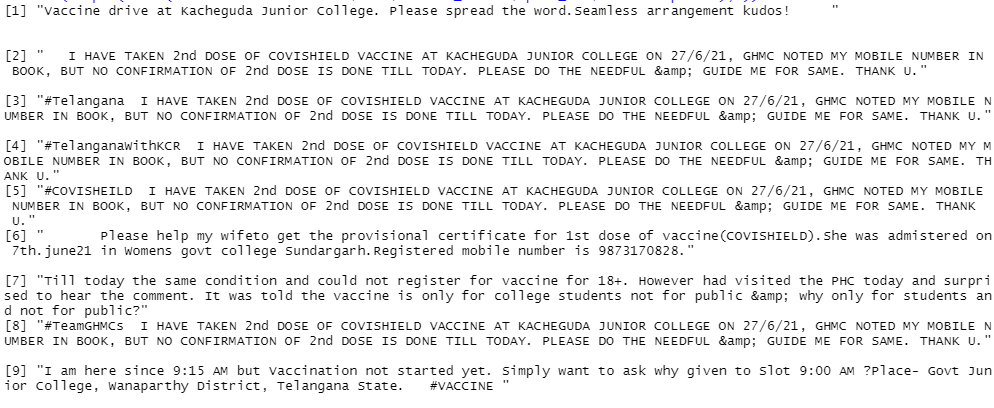 [1] "Vaccine drive at Kacheguda Junior College. Please spread the word.Seamless arrangement kudos!     "
[2] "   I HAVE TAKEN 2nd DOSE OF COVISHIELD VACCINE AT KACHEGUDA JUNIOR COLLEGE ON 27/6/21, GHMC NOTED MY MOBILE NUMBER IN
BOOK, BUT NO CONFIRMATION OF 2nd DOSE IS DONE TILL TODAY. PLEASE DO THE NEEDFUL &amp; GUIDE ME FOR SAME. THANK U."
[3] "#Telangana  I HAVE TAKEN 2nd DOSE OF COVISHIELD VACCINE AT KACHEGUDA JUNIOR COLLEGE ON 27/6/21, GHMC NOTED MY MOBILE N
UMBER IN BOOK, BUT NO CONFIRMATION OF 2nd DOSE IS DONE TILL TODAY. PLEASE DO THE NEEDFUL &amp; GUIDE ME FOR SAME. THANK U."
[4] "#TelanganaWithKCR  I HAVE TAKEN 2nd DOSE OF COVISHIELD VACCINE AT KACHEGUDA JUNIOR COLLEGE ON 27/6/21, GHMC NOTED MY M
OBILE NUMBER IN BOOK, BUT NO CONFIRMATION OF 2nd DOSE IS DONE TILL TODAY. PLEASE DO THE NEEDFUL &amp; GUIDE ME FOR SAME. TH
ANK U."
[5] "#COVISHEILD  I HAVE TAKEN 2nd DOSE OF COVISHIELD VACCINE AT KACHEGUDA JUNIOR COLLEGE ON 27/6/21, GHMC NOTED MY MOBILE
NUMBER IN BOOK, BUT NO CONFIRMATION OF 2nd DOSE IS DONE TILL TODAY. PLEASE DO THE NEEDFUL &amp; GUIDE ME FOR SAME. THANK
U."
[6] "      Please help my wifeto get the provisional certificate for 1st dose of vaccine(COVISHIELD).She was admistered on
7th.june21 in Womens govt college Sundargarh.Registered mobile number is 9873170828."
[7] "Till today the same condition and could not register for vaccine for 18+. However had visited the PHC today and surpri
sed to hear the comment. It was told the vaccine is only for college students not for public &amp; why only for students an
d not for public?"
[8] "#TeamGHMCs  I HAVE TAKEN 2nd DOSE OF COVISHIELD VACCINE AT KACHEGUDA JUNIOR COLLEGE ON 27/6/21, GHMC NOTED MY MOBILE N
UMBER IN BOOK, BUT NO CONFIRMATION OF 2nd DOSE IS DONE TILL TODAY. PLEASE DO THE NEEDFUL &amp; GUIDE ME FOR SAME. THANK U."
[9] "I am here since 9:15 AM but Vaccination not started yet. Simply want to ask why given to Slot 9:00 AM ?Place- Govt Jun
ior College, Wanaparthy District, Telangana State.   #VACCINE "